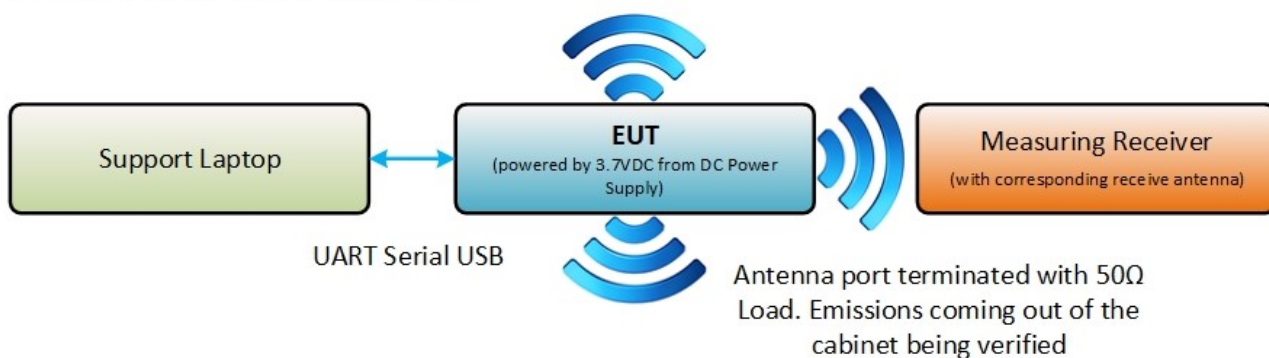 Support Laptop
EUT
(powered by 3.7VDC from DC Power
Supply)
Measuring Receiver
(with corresponding receive antenna)
UART Serial USB
Antenna port terminated with 50Ω
Load. Emissions coming out of the
cabinet being verified